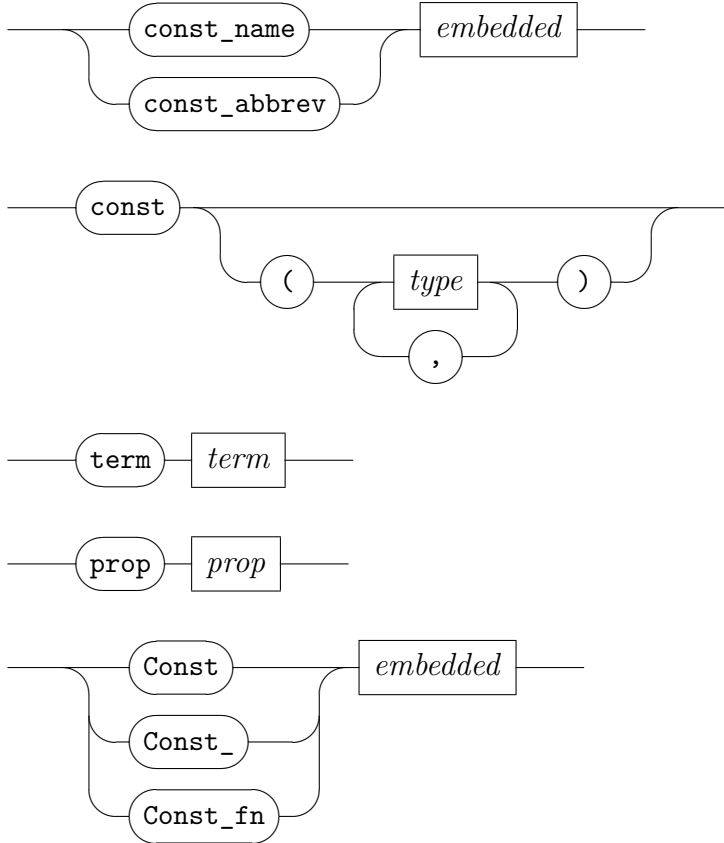 const_name embedded
const_abbrev
const
( type )
,
term term
prop prop
Const embedded
Const_
Const_fn